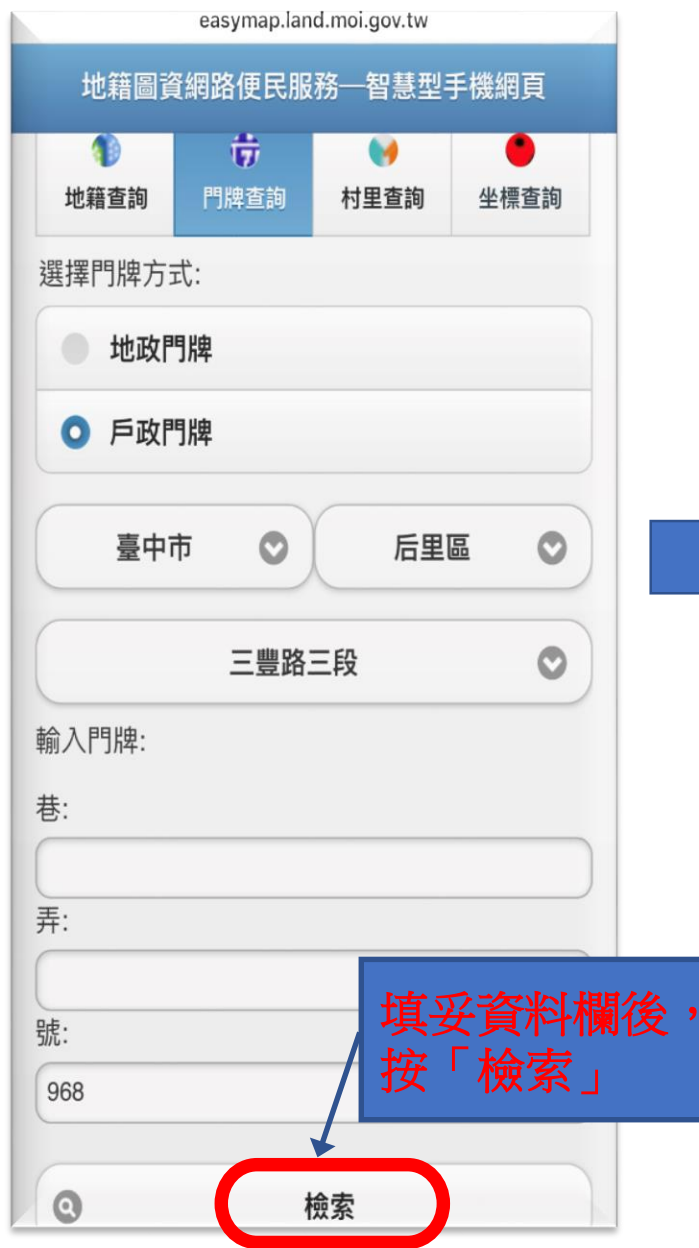 easymap.land.moi.gov.tw
地籍圖資網路便民服務—智慧型手機網頁
地籍查詢 門牌查詢 村里查詢 坐標查詢
選擇門牌方式:
地政門牌
戶政門牌
臺中市 后里區
三豐路三段
輸入門牌:
巷:
弄:
號:
968
填妥資料欄後，
按「檢索」
檢索